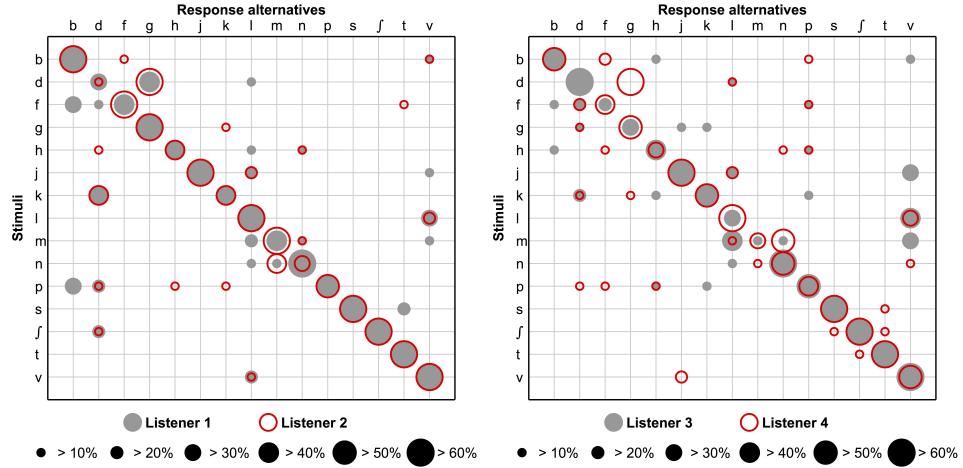 Response alternatives
b d f g h j k l m n p s ʃ t v
Stimuli
b
d
f
g
h
j
k
l
m
n
p
s
ʃ
t
v
Listener 1 Listener 2
> 10% > 20% > 30% > 40% > 50% > 60%
Response alternatives
b d f g h j k l m n p s ʃ t v
Stimuli
b
d
f
g
h
j
k
l
m
n
p
s
ʃ
t
v
Listener 3 Listener 4
> 10% > 20% > 30% > 40% > 50% > 60%